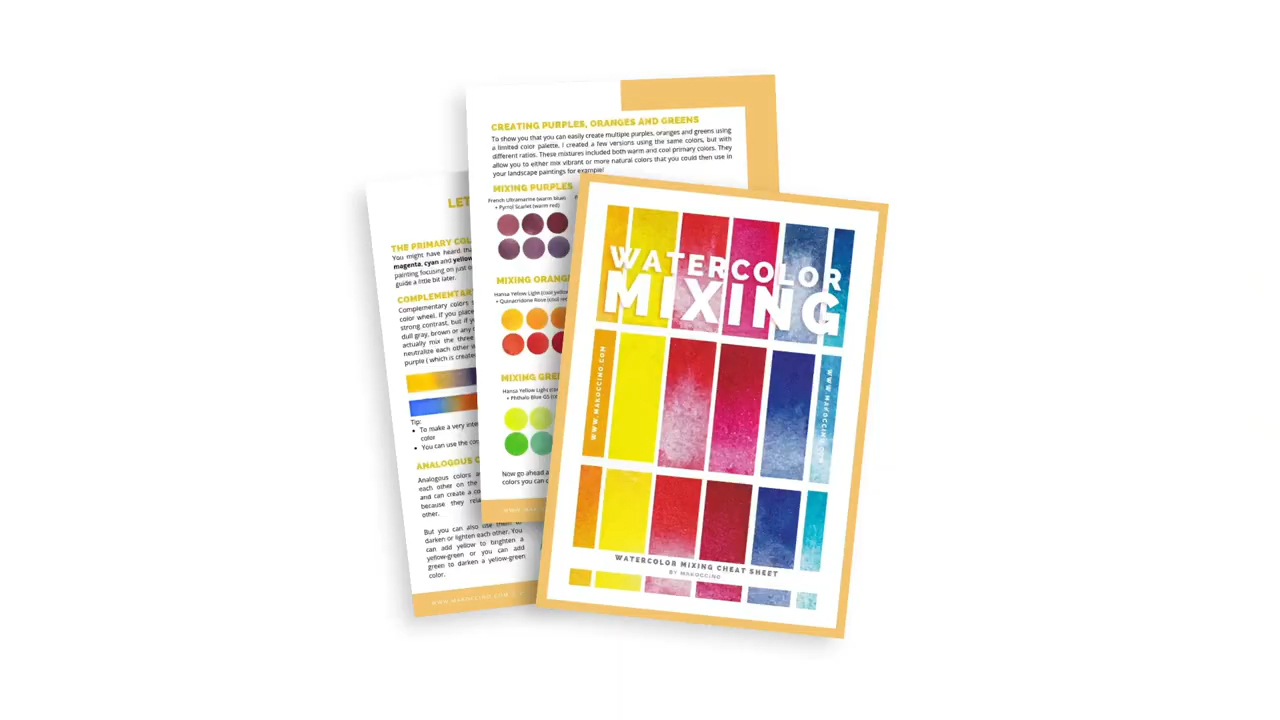 CREATING PURPLES, ORANGES AND GREENS
To show you that you can easily create multiple purples, oranges and greens using
a limited color palette, I created a few versions using the same colors, but with
different ratios. These mixtures included both warm and cool primary colors. They
allow you to either mix vibrant or more natural colors that you could then use in
your landscape paintings for example!
MIXING PURPLES
French Ultramarine (warm blue)
• Pyrrol Scarlet (warm red)
MIXING ORANG
Hansa Yellow Light (cool yellow
• Quinacridone Rose (cool re
MIXING GRE
Hansa Yellow Light (co
• Phthalo Blue GS (c
Now go ahead a
colors you can c
WWW.MAKOC
LET
THE PRIMARY COL
You might have heard tha
magenta, cyan and yellow
painting focusing on just
guide a little bit later.
COMPLEMENTARY
Complementary colors
color wheel. If you place
strong contrast, but if
dull gray, brown or any
actually mix the three
neutralize each other
purple ( which is create
Tip:
• To make a very inte
color
• You can use the
ANALOGOUS C
Analogous colors a
each other on the
and can create a co
because they rela
other.
But you can also use them to
darken or lighten each other. You
can add yellow to brighten a
yellow-green or you can add
green to darken a yellow-green
color.
WWW.MAKOCCINO.COM
WATERCOLOR
MIXING
WWW.MAKOCCINO.COM
WWW.MAKOCCINO.COM
WATERCOLOR MIXING CHEAT SHEET
BY MAKOCCINO